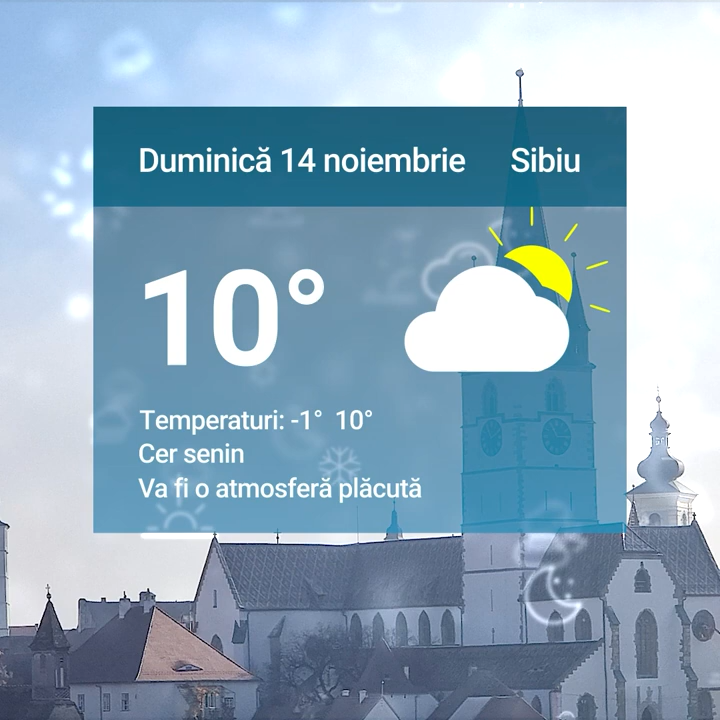 Duminică 14 noiembrie Sibiu
10°
Temperaturi: -1° 10°
Cer senin
Va fi o atmosferă plăcută